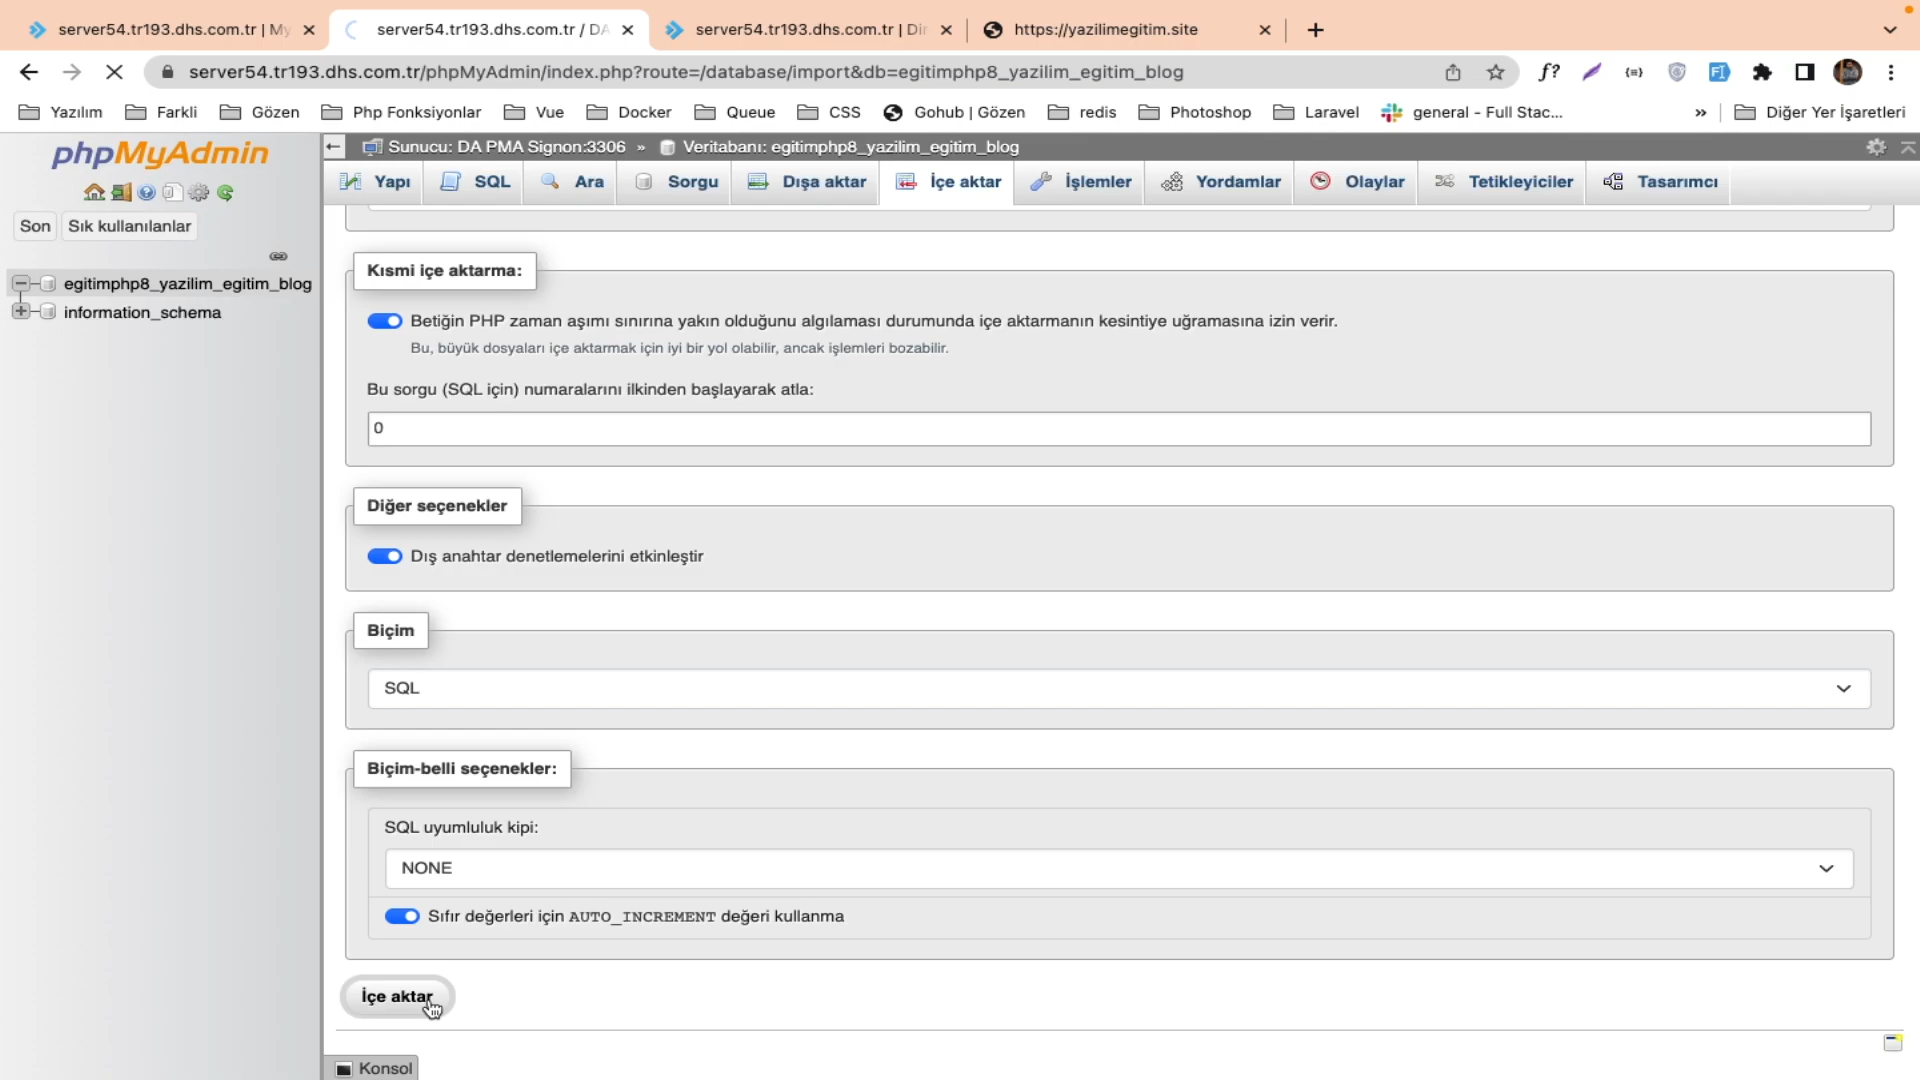 server54.tr193.dhs.com.tr | My
server54.tr193.dhs.com.tr / DA
server54.tr193.dhs.com.tr | Dir
https://yazilimegitim.site
server54.tr193.dhs.com.tr/phpMyAdmin/index.php?route=/database/import&db=egitimphp8_yazilim_egitim_blog
f?
{=}
FI
Yazılım
Farkli
Gözen
Php Fonksiyonlar
Vue
Docker
Queue
CSS
Gohub | Gözen
redis
Photoshop
Laravel
general - Full Stac...
»
Diğer Yer İşaretleri
phpMyAdmin
Sunucu: DA PMA Signon:3306 » Veritabanı: egitimphp8_yazilim_egitim_blog
Yapı
SQL
Ara
Sorgu
Dışa aktar
İçe aktar
İşlemler
Yordamlar
Olaylar
Tetikleyiciler
Tasarımcı
Son
Sık kullanılanlar
egitimphp8_yazilim_egitim_blog
information_schema
Kısmi içe aktarma:
Betiğin PHP zaman aşımı sınırına yakın olduğunu algılaması durumunda içe aktarmanın kesintiye uğramasına izin verir.
Bu, büyük dosyaları içe aktarmak için iyi bir yol olabilir, ancak işlemleri bozabilir.
Bu sorgu (SQL için) numaralarını ilkinden başlayarak atla:
0
Diğer seçenekler
Dış anahtar denetlemelerini etkinleştir
Biçim
SQL
Biçim-belli seçenekler:
SQL uyumluluk kipi:
NONE
Sıfır değerleri için AUTO_INCREMENT değeri kullanma
İçe aktar
Konsol